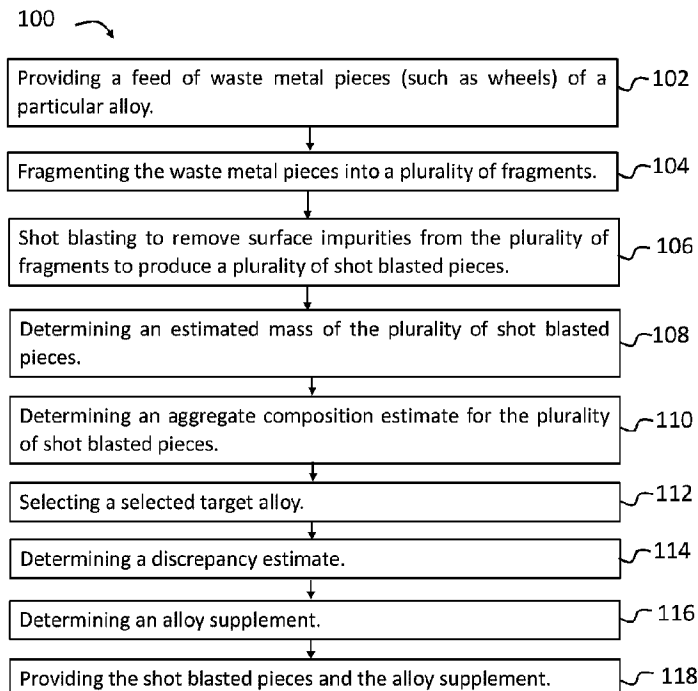 100
Providing a feed of waste metal pieces (such as wheels) of a
particular alloy.
102
Fragmenting the waste metal pieces into a plurality of fragments.
104
Shot blasting to remove surface impurities from the plurality of
fragments to produce a plurality of shot blasted pieces.
106
Determining an estimated mass of the plurality of shot blasted
pieces.
108
Determining an aggregate composition estimate for the plurality
of shot blasted pieces.
110
Selecting a selected target alloy.
112
Determining a discrepancy estimate.
114
Determining an alloy supplement.
116
Providing the shot blasted pieces and the alloy supplement.
118